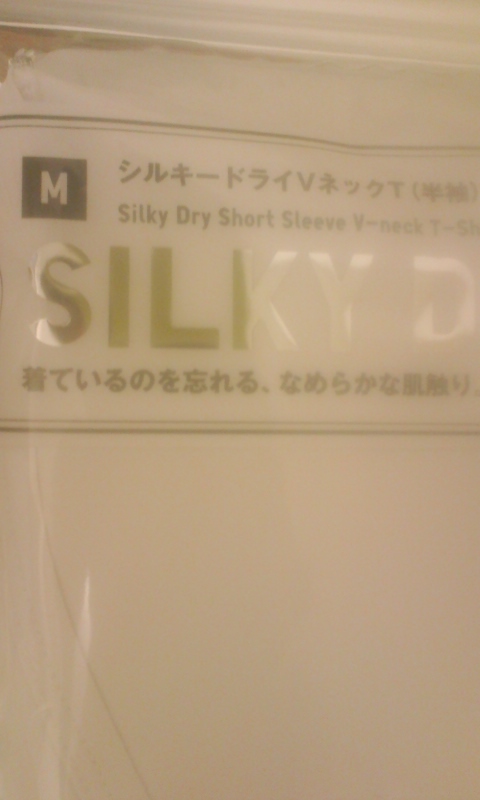 M
シルキードライVネックT(半袖)
Silky Dry Short Sleeve V-neck T-Sh
SILKY D
着ているのを忘れる、なめらかな肌触り。